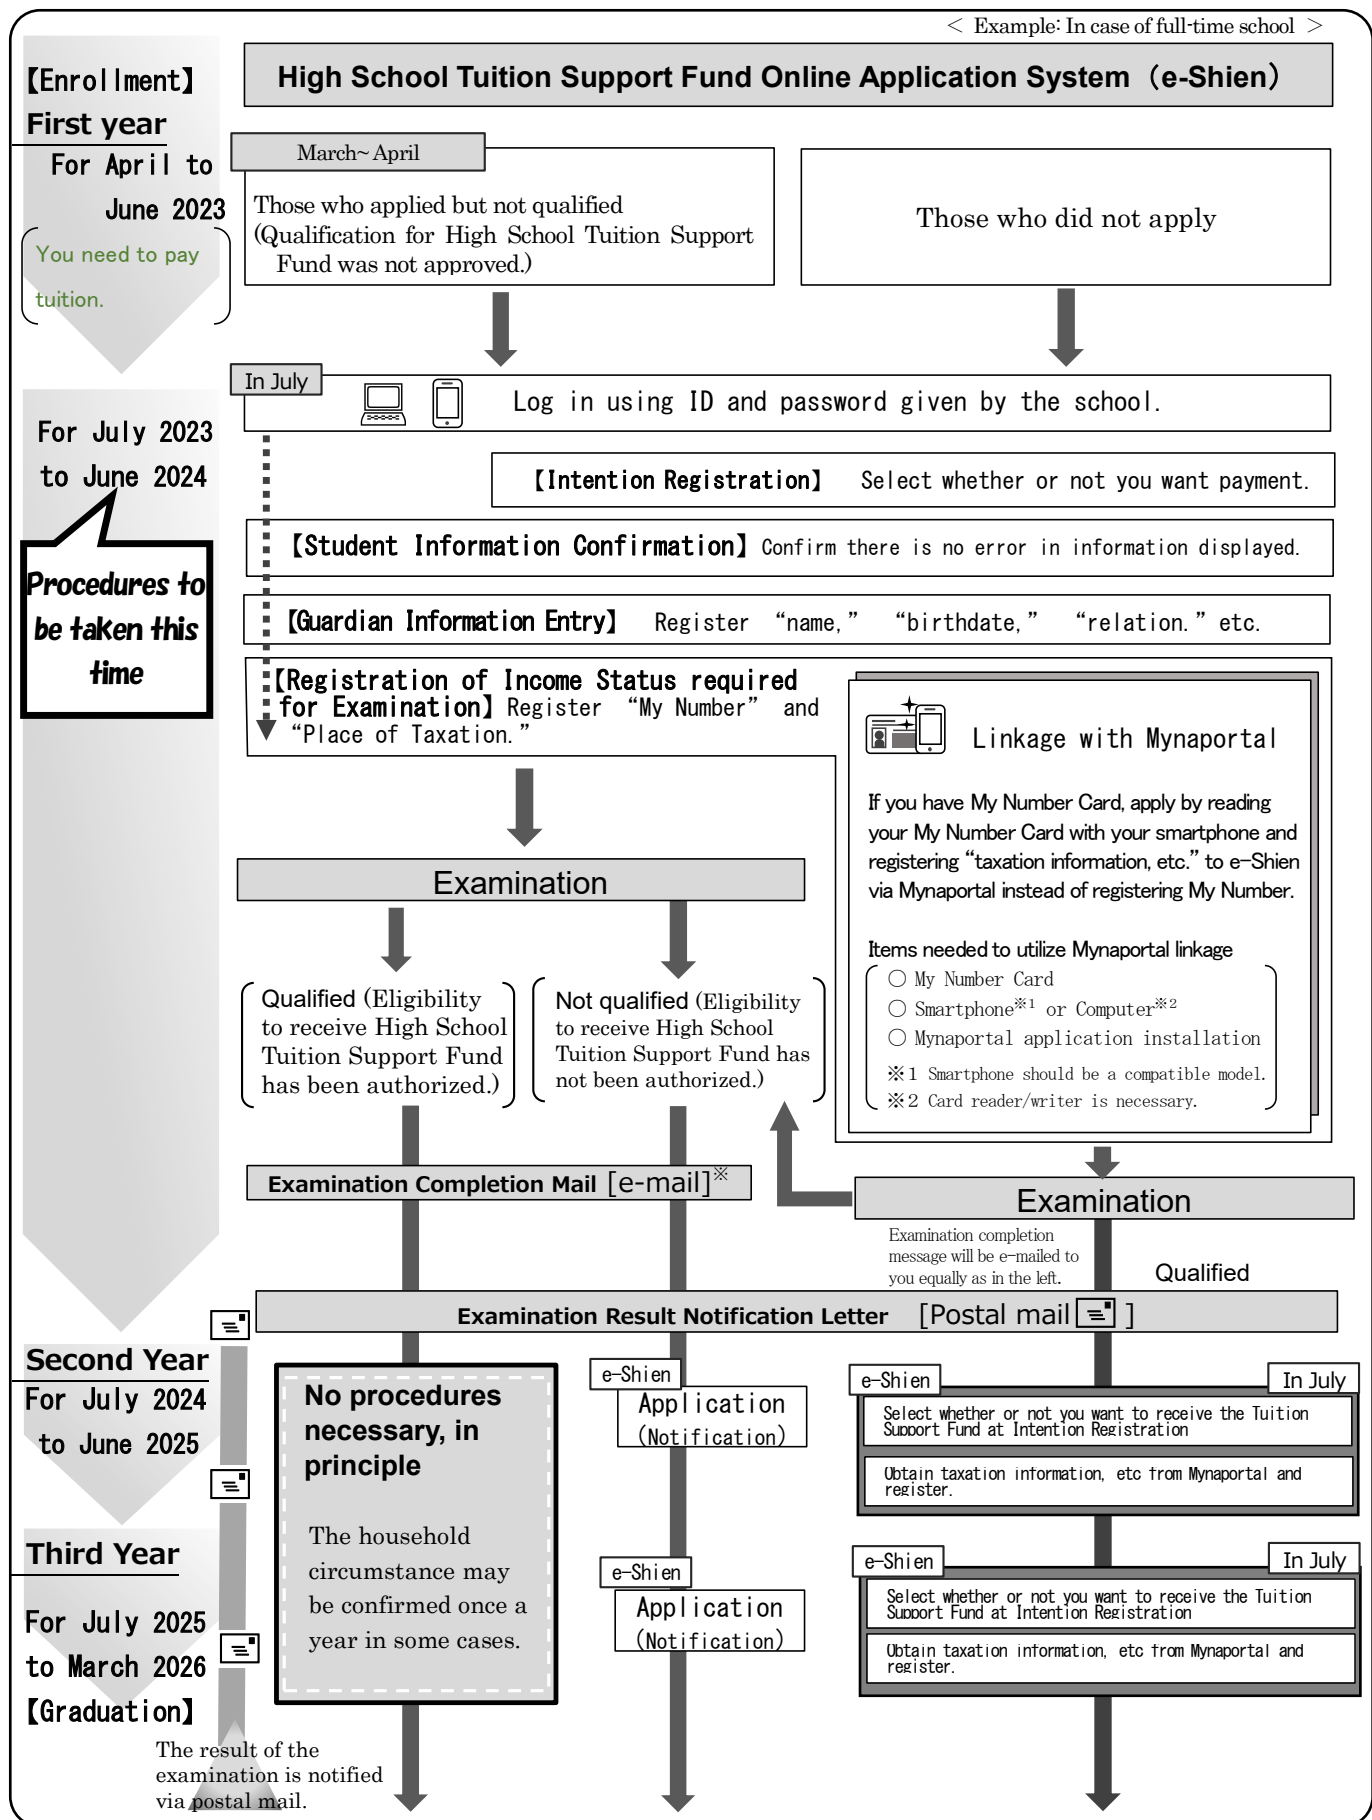 < Example: In case of full-time school >
【Enrollment】
First year
For April to
June 2023
You need to pay
tuition.
High School Tuition Support Fund Online Application System（e-Shien）
March~April
Those who applied but not qualified
(Qualification for High School Tuition Support
Fund was not approved.)
Those who did not apply
For July 2023
to June 2024
Procedures to
be taken this
time
In July
Log in using ID and password given by the school.
【Intention Registration】 Select whether or not you want payment.
【Student Information Confirmation】 Confirm there is no error in information displayed.
【Guardian Information Entry】 Register “name,” “birthdate,” “relation.” etc.
【Registration of Income Status required
for Examination】 Register “My Number” and
“Place of Taxation.”
Linkage with Mynaportal
If you have My Number Card, apply by reading
your My Number Card with your smartphone and
registering “taxation information, etc.” to e-Shien
via Mynaportal instead of registering My Number.
Items needed to utilize Mynaportal linkage
○ My Number Card
○ Smartphone※1 or Computer※2
○ Mynaportal application installation
※1 Smartphone should be a compatible model.
※2 Card reader/writer is necessary.
Examination
Qualified (Eligibility
to receive High School
Tuition Support Fund
has been authorized.)
Not qualified (Eligibility
to receive High School
Tuition Support Fund has
not been authorized.)
Examination Completion Mail [e-mail]※
Examination
Examination completion
message will be e-mailed to
you equally as in the left.
Qualified
Examination Result Notification Letter [Postal mail ]
Second Year
For July 2024
to June 2025
Third Year
For July 2025
to March 2026
【Graduation】
The result of the
examination is notified
via postal mail.
No procedures
necessary, in
principle
The household
circumstance may
be confirmed once a
year in some cases.
e-Shien
Application
(Notification)
e-Shien
Application
(Notification)
e-Shien
In July
Select whether or not you want to receive the Tuition
Support Fund at Intention Registration
Obtain taxation information, etc from Mynaportal and
register.
e-Shien
In July
Select whether or not you want to receive the Tuition
Support Fund at Intention Registration
Obtain taxation information, etc from Mynaportal and
register.